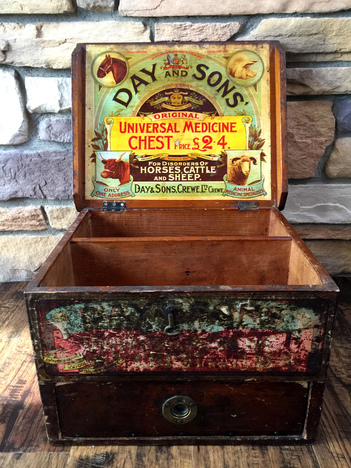 DAY
AND
SONS'
ORIGINAL
UNIVERSAL MEDICINE
CHEST PRICE £2·4.
FOR DISORDERS OF
HORSES, CATTLE
AND SHEEP.
ONLY
ANIMAL
DAY & SONS, CREWE, LTD CREWE.